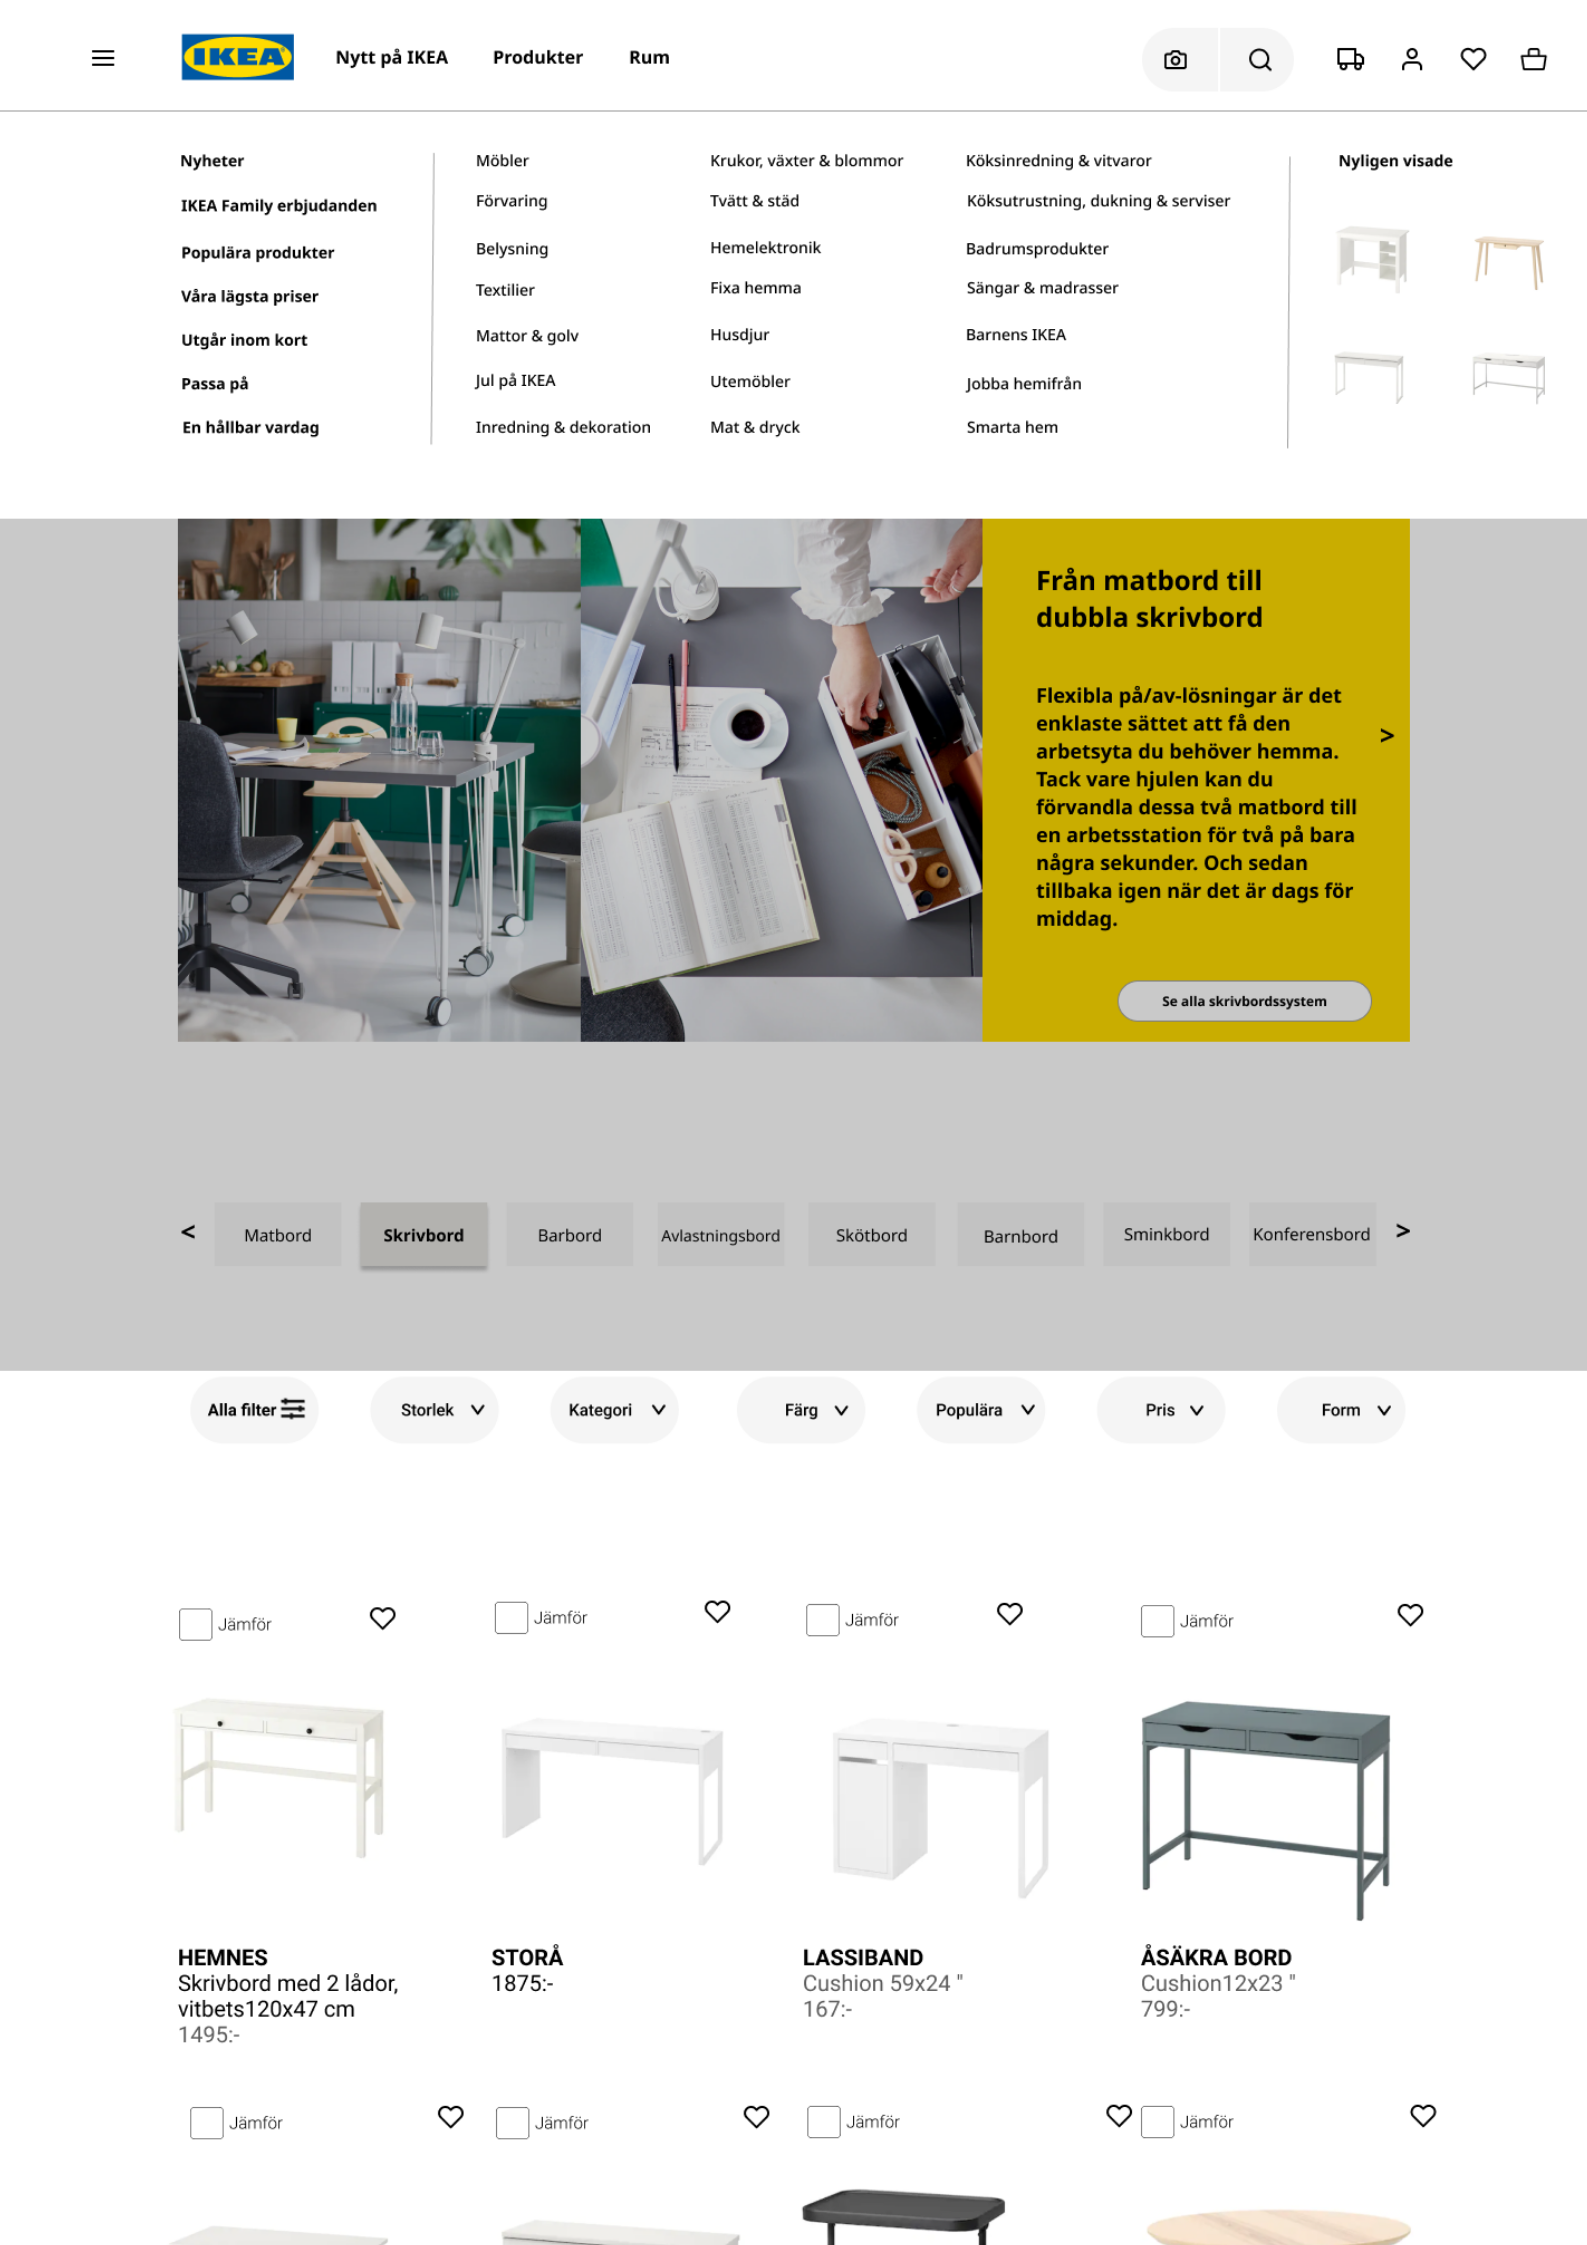 IKEA
Nytt på IKEA
Produkter
Rum
Nyheter
IKEA Family erbjudanden
Populära produkter
Våra lägsta priser
Utgår inom kort
Passa på
En hållbar vardag
Möbler
Förvaring
Belysning
Textilier
Mattor & golv
Jul på IKEA
Inredning & dekoration
Krukor, växter & blommor
Tvätt & städ
Hemelektronik
Fixa hemma
Husdjur
Utemöbler
Mat & dryck
Köksinredning & vitvaror
Köksutrustning, dukning & serviser
Badrumsprodukter
Sängar & madrasser
Barnens IKEA
Jobba hemifrån
Smarta hem
Nyligen visade
Från matbord till
dubbla skrivbord
Flexibla på/av-lösningar är det
enklaste sättet att få den
arbetsyta du behöver hemma.
Tack vare hjulen kan du
förvandla dessa två matbord till
en arbetsstation för två på bara
några sekunder. Och sedan
tillbaka igen när det är dags för
middag.
>
Se alla skrivbordssystem
<
Matbord
Skrivbord
Barbord
Avlastningsbord
Skötbord
Barnbord
Sminkbord
Konferensbord
>
Alla filter
Storlek
Kategori
Färg
Populära
Pris
Form
Jämför
Jämför
Jämför
Jämför
HEMNES
Skrivbord med 2 lådor,
vitbets120x47 cm
1495:-
STORÅ
1875:-
LASSIBAND
Cushion 59x24 "
167:-
ÅSÄKRA BORD
Cushion12x23 "
799:-
Jämför
Jämför
Jämför
Jämför